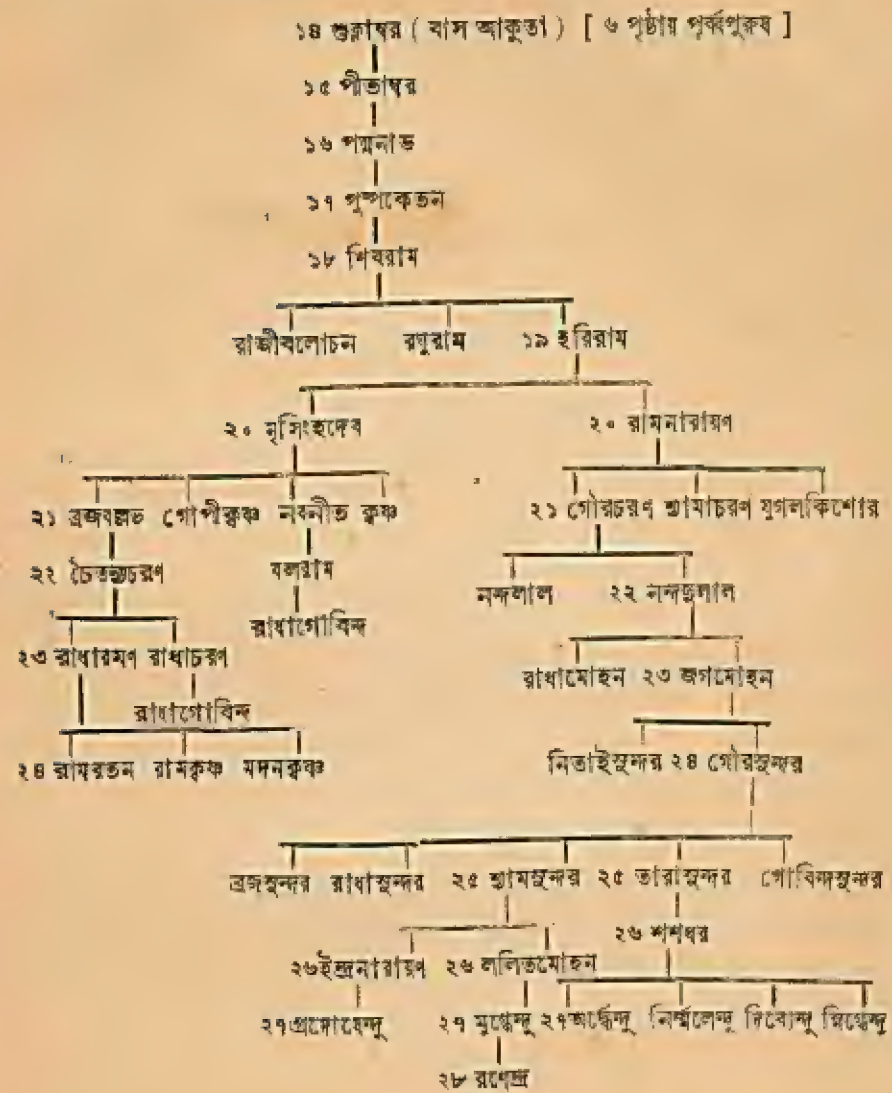 ১৪ শুক্লাম্বর ( বাস আকুতা ) [ ৬ পৃষ্ঠায় পূর্ব্বপুরুষ ]
১৫ পীতাম্বর
১৬ পদ্মনাভ
১৭ পুষ্পকেতন
১৮ শিবরাম
রাজীবলোচন রঘুরাম ১৯ হরিরাম
২০ নৃসিংহদেব ২০ রামনারায়ণ
২১ ব্রজবল্লভ গোপীকৃষ্ণ নবনীত কৃষ্ণ ২১ গৌরচরণ শ্যামাচরণ যুগলকিশোর
২২ চৈতন্যচরণ বলরাম নন্দলাল ২২ নন্দদুলাল
রাধাগোবিন্দ
২৩ রাধারমণ রাধাচরণ রাধামোহন ২৩ জগমোহন
রাধাগোবিন্দ
২৪ রামরতন রামকৃষ্ণ মদনকৃষ্ণ নিতাইসুন্দর ২৪ গৌরসুন্দর
ব্রজসুন্দর রাধাসুন্দর ২৫ শ্যামসুন্দর ২৫ তারাসুন্দর গোবিন্দসুন্দর
২৬ শশধর
২৬ইন্দ্রনারায়ণ ২৬ ললিতমোহন
২৭ ২৭ মুগ্ধেন্দু ২৭অর্দ্ধেন্দু নির্ম্মলেন্দু দিব্যেন্দু স্নিগ্ধেন্দু
২৮ রণেন্দ্র